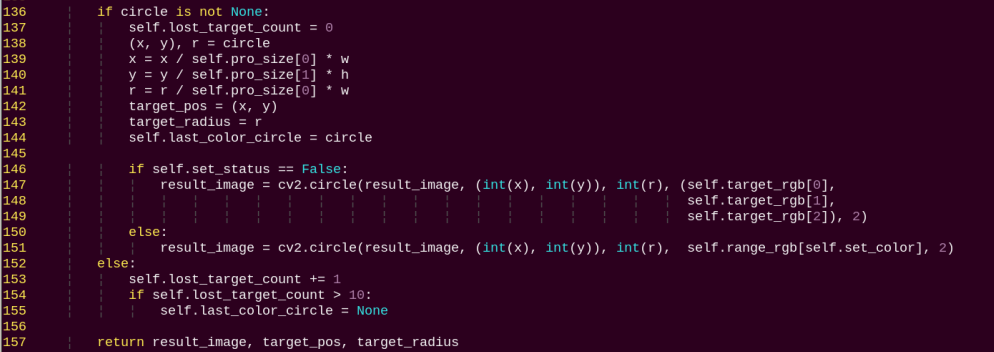 136         if circle is not None:
137             self.lost_target_count = 0
138             (x, y), r = circle
139             x = x / self.pro_size[0] * w
140             y = y / self.pro_size[1] * h
141             r = r / self.pro_size[0] * w
142             target_pos = (x, y)
143             target_radius = r
144             self.last_color_circle = circle
145
146             if self.set_status == False:
147                 result_image = cv2.circle(result_image, (int(x), int(y)), int(r), (self.target_rgb[0],
148                                                                                    self.target_rgb[1],
149                                                                                    self.target_rgb[2]), 2)
150             else:
151                 result_image = cv2.circle(result_image, (int(x), int(y)), int(r),  self.range_rgb[self.set_color], 2)
152         else:
153             self.lost_target_count += 1
154             if self.lost_target_count > 10:
155                 self.last_color_circle = None
156
157         return result_image, target_pos, target_radius